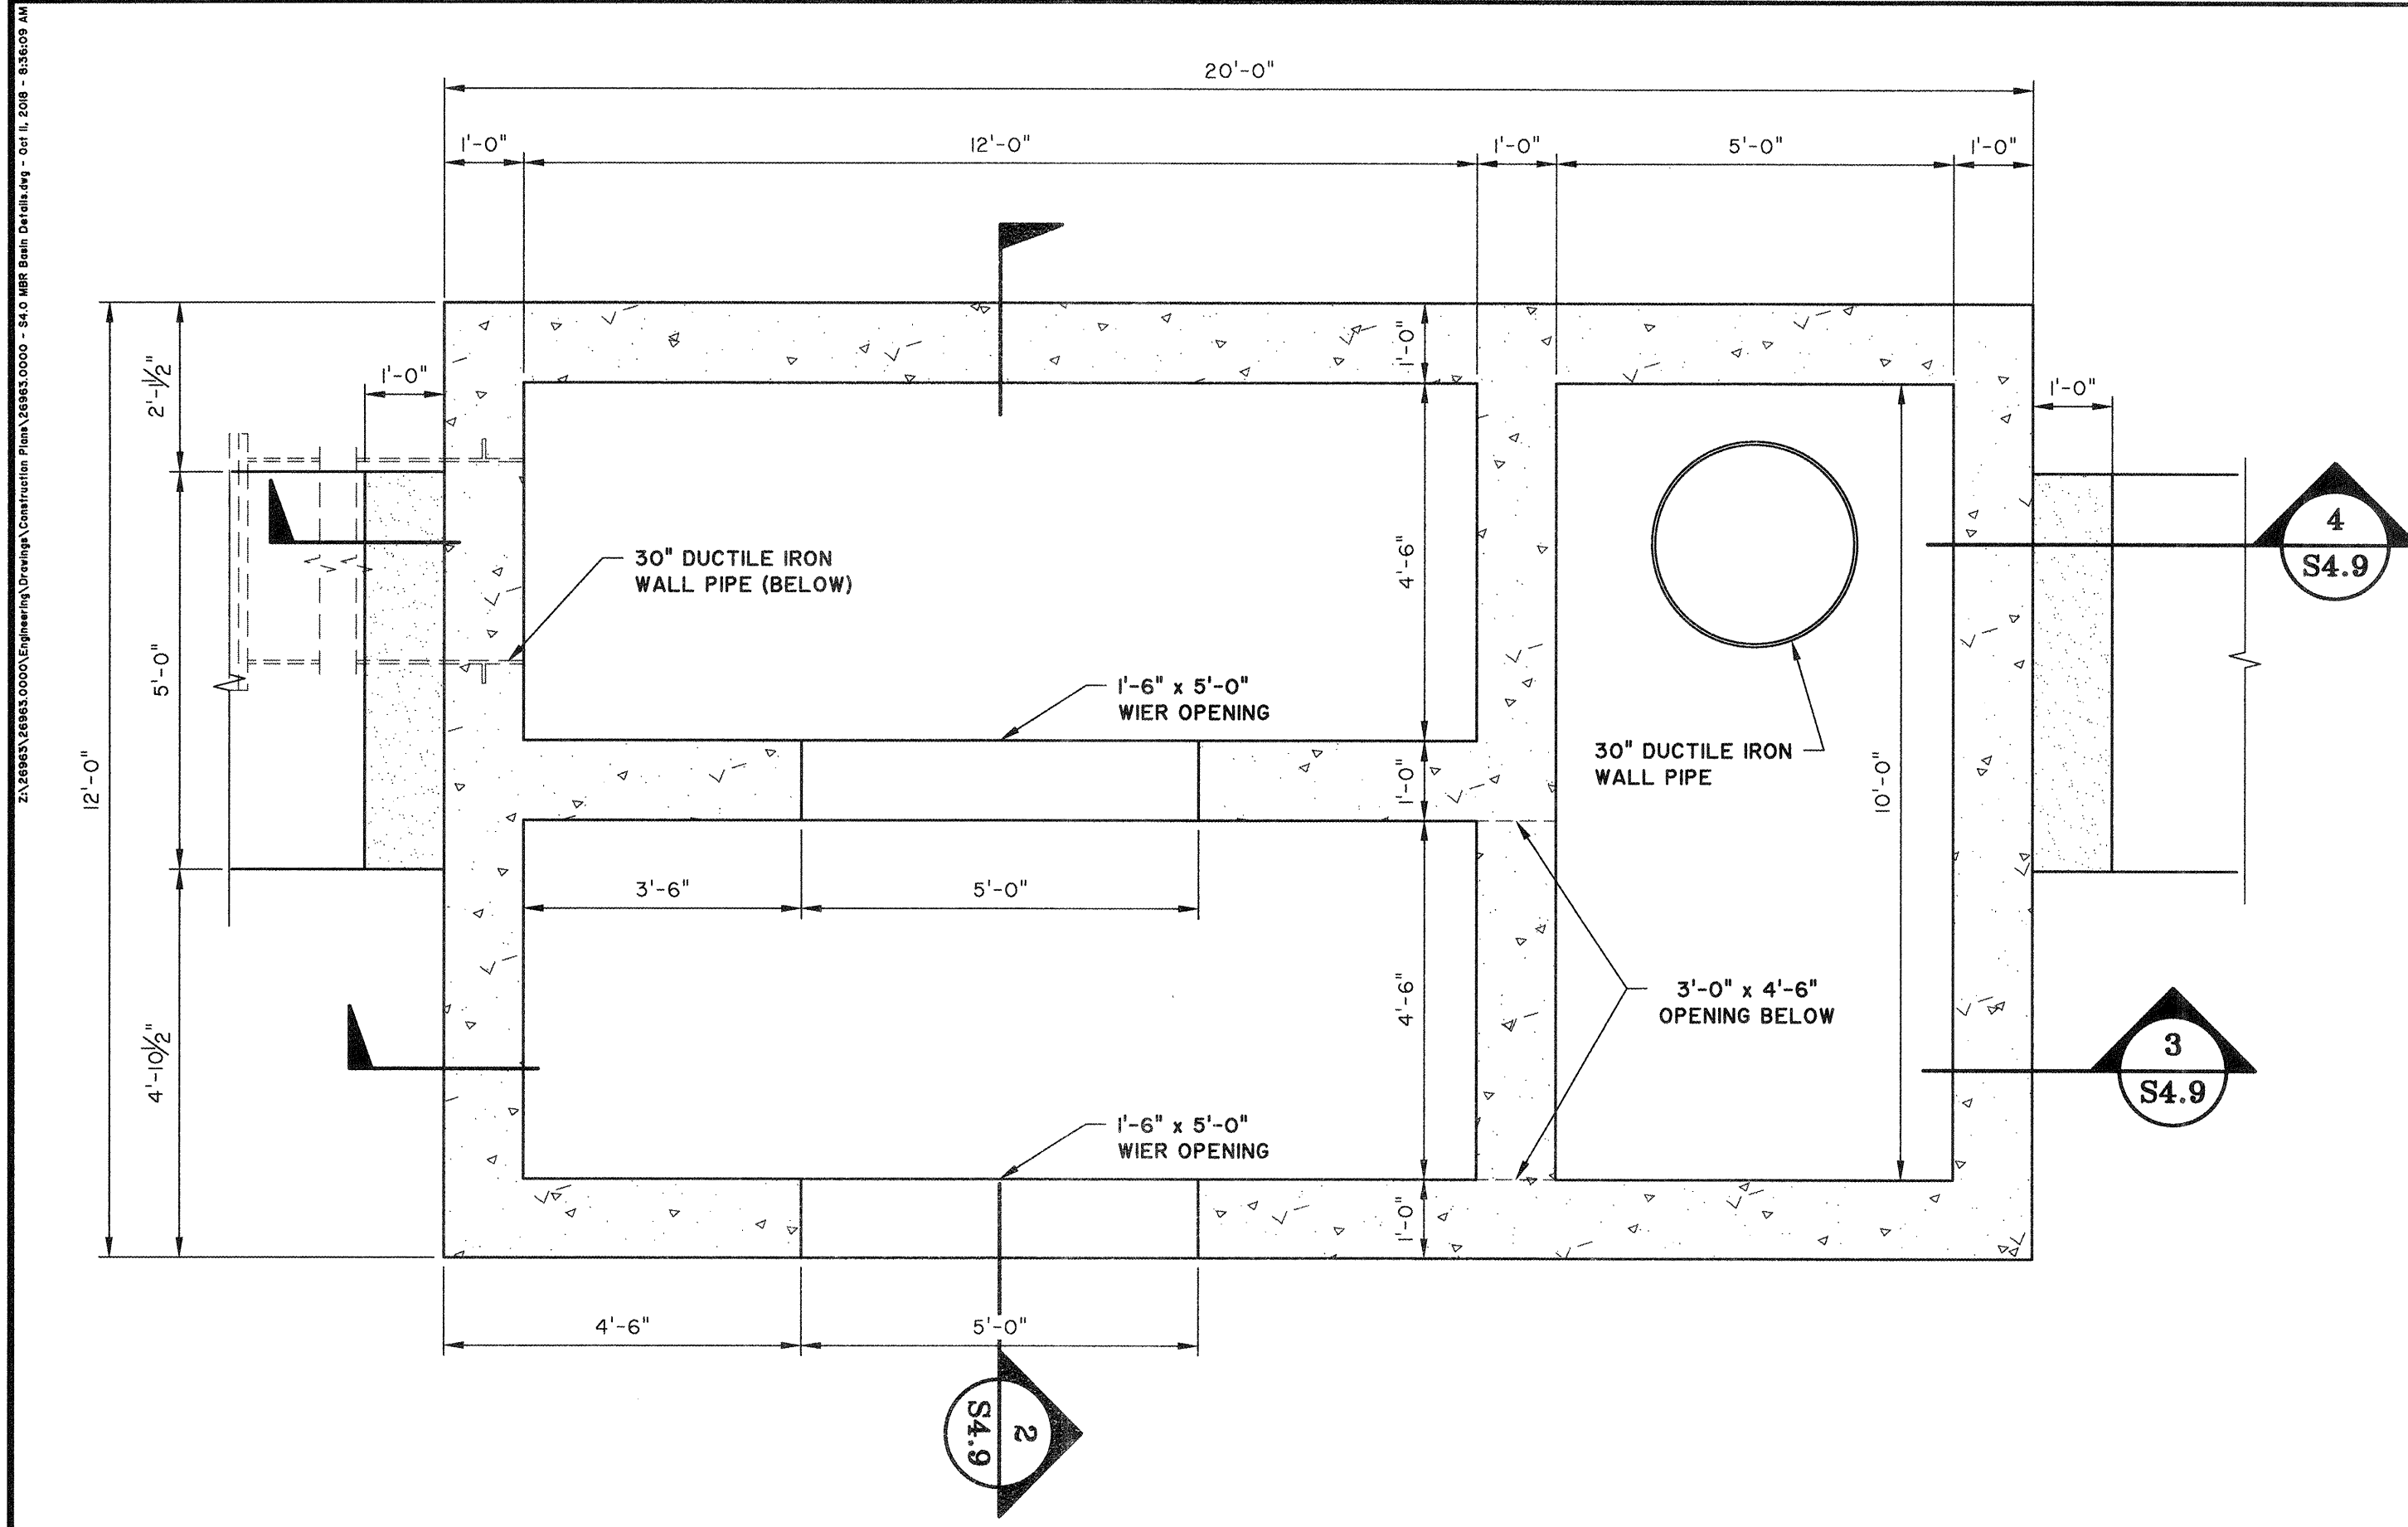 Z:\26963\26963.0000\Engineering\Drawings\Construction Plans\26963.0000 - S4.0 MBR Basin Details.dwg - Oct 11, 2018 - 8:36:09 AM
20'-0"
1'-0"
12'-0"
1'-0"
5'-0"
1'-0"
2'-1½"
1'-0"
1'-0"
1'-0"
4
S4.9
30" DUCTILE IRON
WALL PIPE (BELOW)
4'-6"
5'-0"
1'-6" x 5'-0"
WIER OPENING
30" DUCTILE IRON
WALL PIPE
12'-0"
1'-0"
10'-0"
3'-6"
5'-0"
4'-6"
3'-0" x 4'-6"
OPENING BELOW
4'-10½"
3
S4.9
1'-6" x 5'-0"
WIER OPENING
1'-0"
4'-6"
5'-0"
2
S4.9